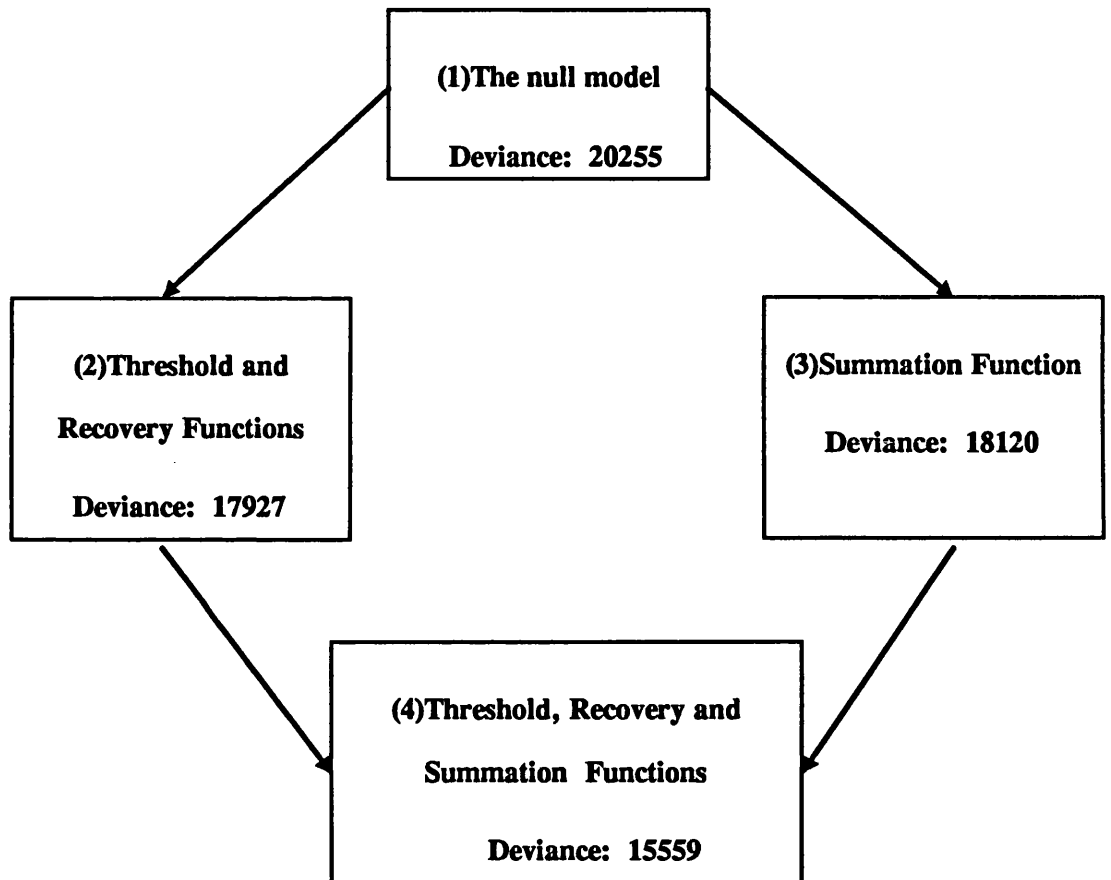 (1)The null model
Deviance: 20255
(2)Threshold and
Recovery Functions
Deviance: 17927
(3)Summation Function
Deviance: 18120
(4)Threshold, Recovery and
Summation Functions
Deviance: 15559